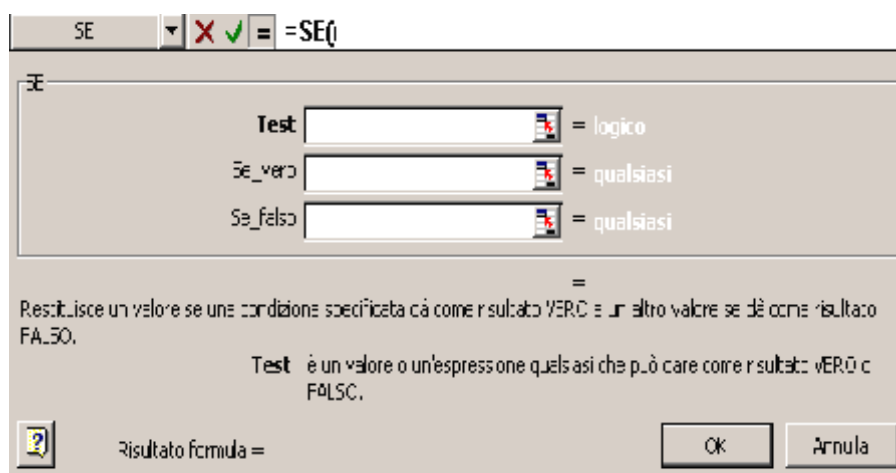 SE = =SE()
SE
Test = logico
Se_vero = qualsiasi
Se_falso = qualsiasi
=
Restituisce un valore se una condizione specificata dà come risultato VERO e un altro valore se dà come risultato
FALSO.
Test è un valore o un'espressione qualsiasi che può dare come risultato VERO o
FALSO.
? Risultato formula = OK Annulla